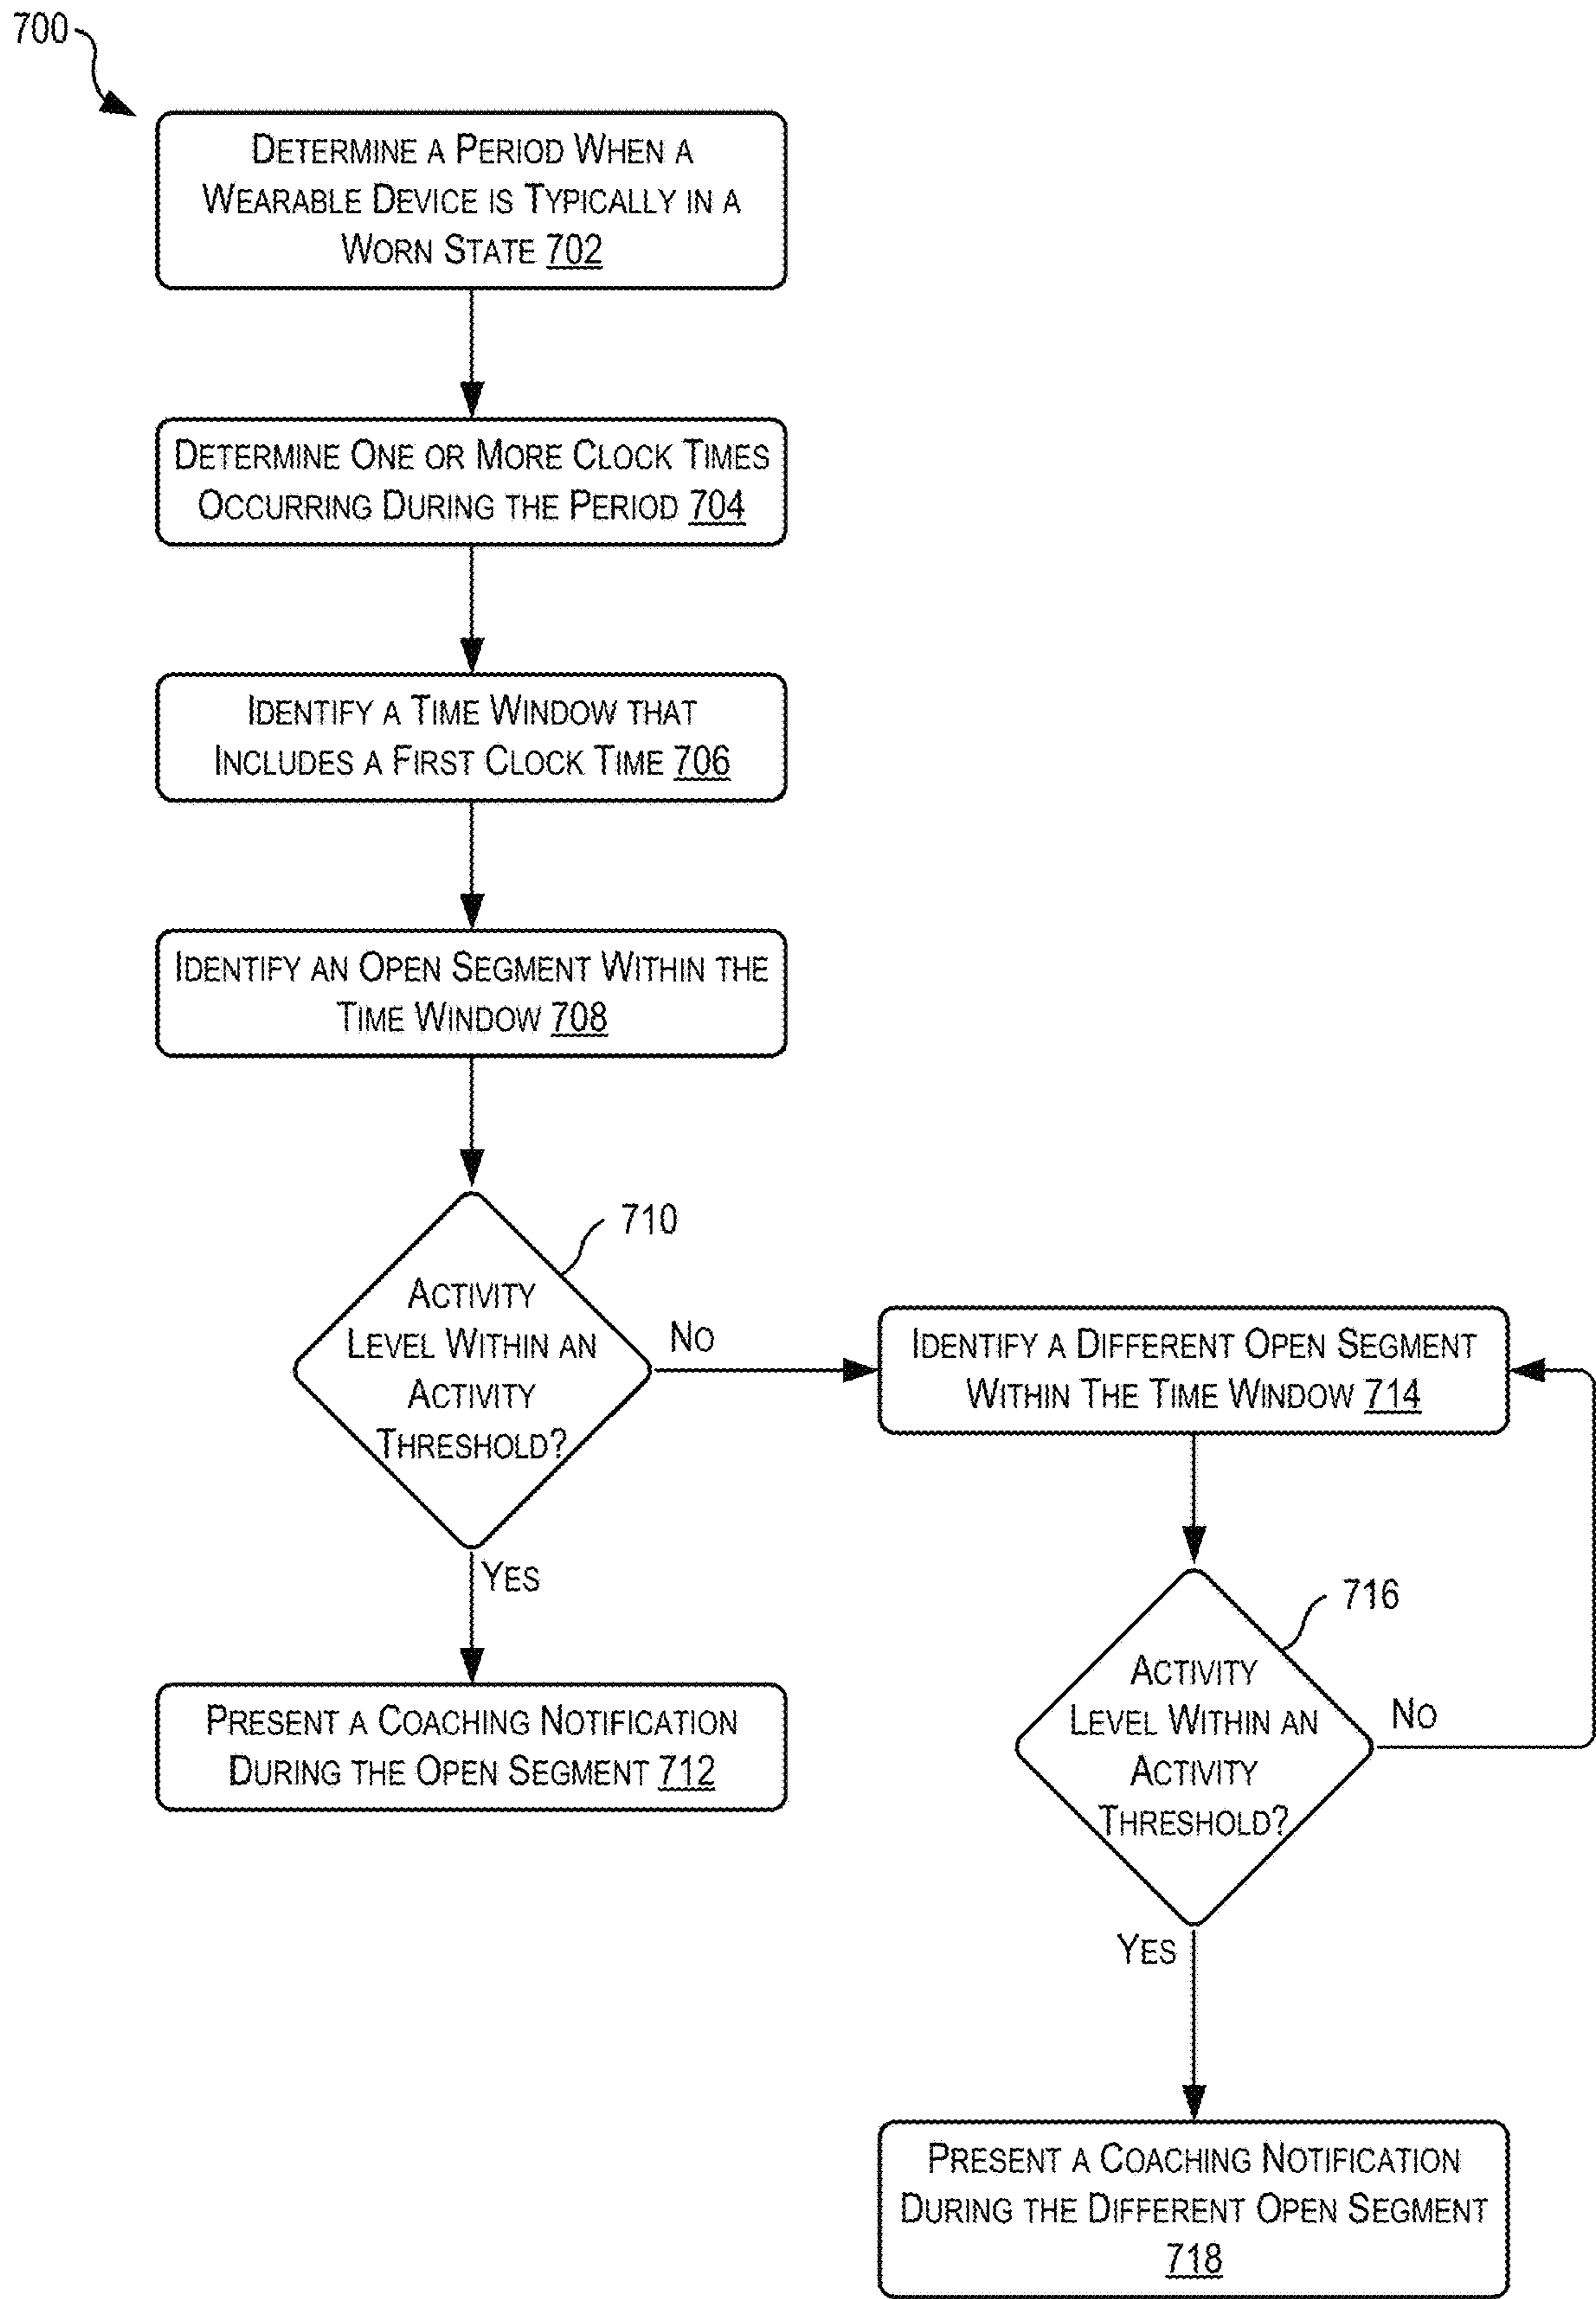 700
DETERMINE A PERIOD WHEN A
WEARABLE DEVICE IS TYPICALLY IN A
WORN STATE 702
DETERMINE ONE OR MORE CLOCK TIMES
OCCURRING DURING THE PERIOD 704
IDENTIFY A TIME WINDOW THAT
INCLUDES A FIRST CLOCK TIME 706
IDENTIFY AN OPEN SEGMENT WITHIN THE
TIME WINDOW 708
710
ACTIVITY
LEVEL WITHIN AN
ACTIVITY
THRESHOLD?
NO
YES
PRESENT A COACHING NOTIFICATION
DURING THE OPEN SEGMENT 712
IDENTIFY A DIFFERENT OPEN SEGMENT
WITHIN THE TIME WINDOW 714
716
ACTIVITY
LEVEL WITHIN AN
ACTIVITY
THRESHOLD?
NO
YES
PRESENT A COACHING NOTIFICATION
DURING THE DIFFERENT OPEN SEGMENT
718